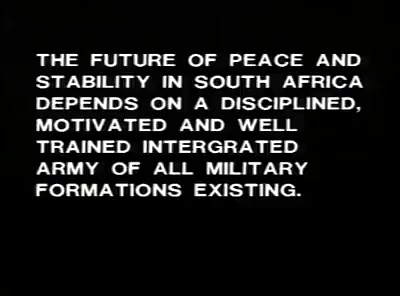 THE FUTURE OF PEACE AND
STABILITY IN SOUTH AFRICA
DEPENDS ON A DISCIPLINED,
MOTIVATED AND WELL
TRAINED INTERGRATED
ARMY OF ALL MILITARY
FORMATIONS EXISTING.